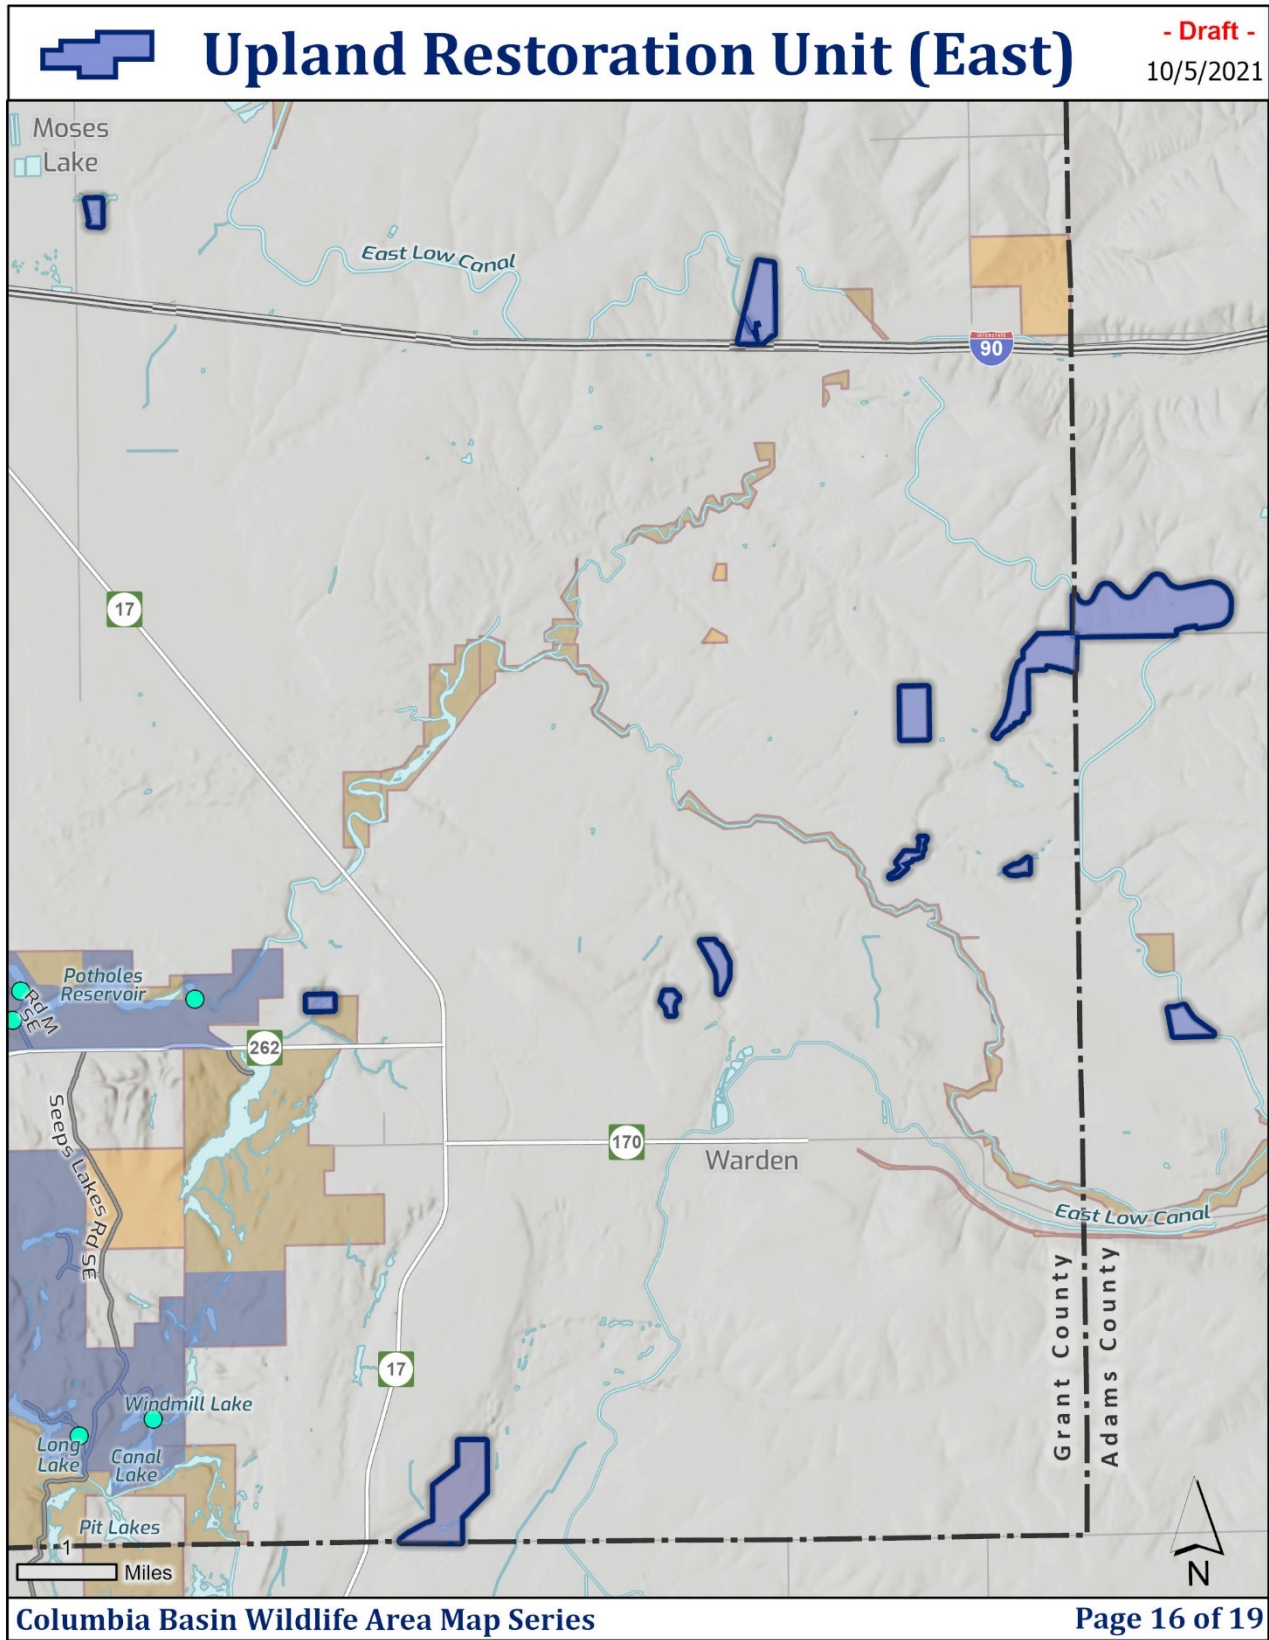 Upland Restoration Unit (East)
- Draft -
10/5/2021
Moses
Lake
East Low Canal
INTERSTATE
90
17
Potholes
Reservoir
Rd M
SE
262
Seeps Lakes Rd SE
170
Warden
East Low Canal
Grant County
Adams County
17
Windmill Lake
Long
Lake
Canal
Lake
Pit Lakes
1
Miles
N
Columbia Basin Wildlife Area Map Series
Page 16 of 19